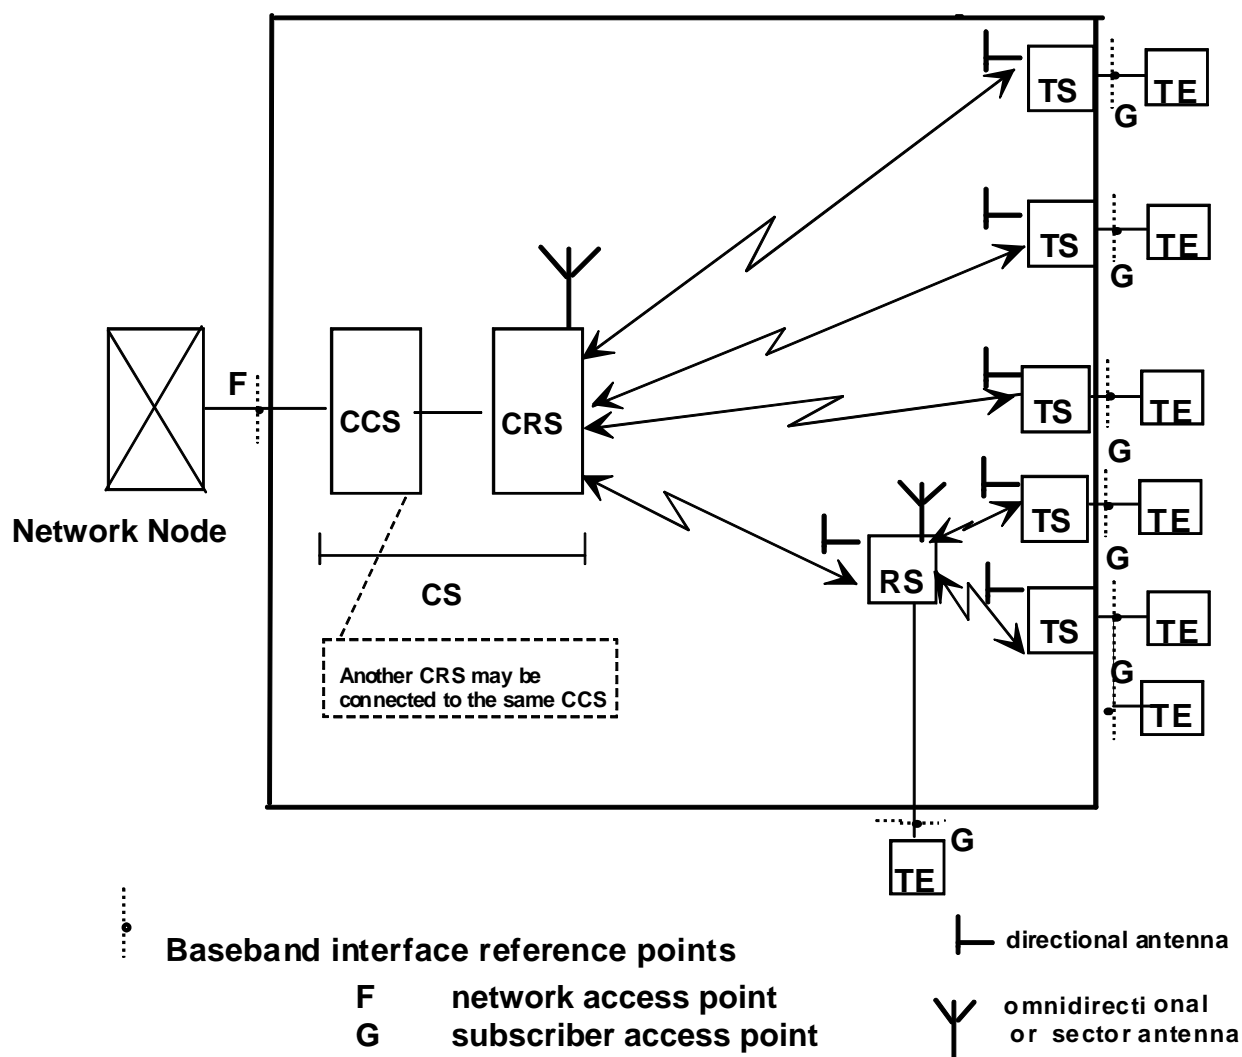 TS
TE
G
TS
TE
G
F
CCS
CRS
TS
TE
G
Network Node
TS
TE
G
RS
CS
TS
TE
Another CRS may be
connected to the same CCS
G
TE
G
TE
Baseband interface reference points
directional antenna
F network access point
G subscriber access point
omnidirecti onal
or sector antenna